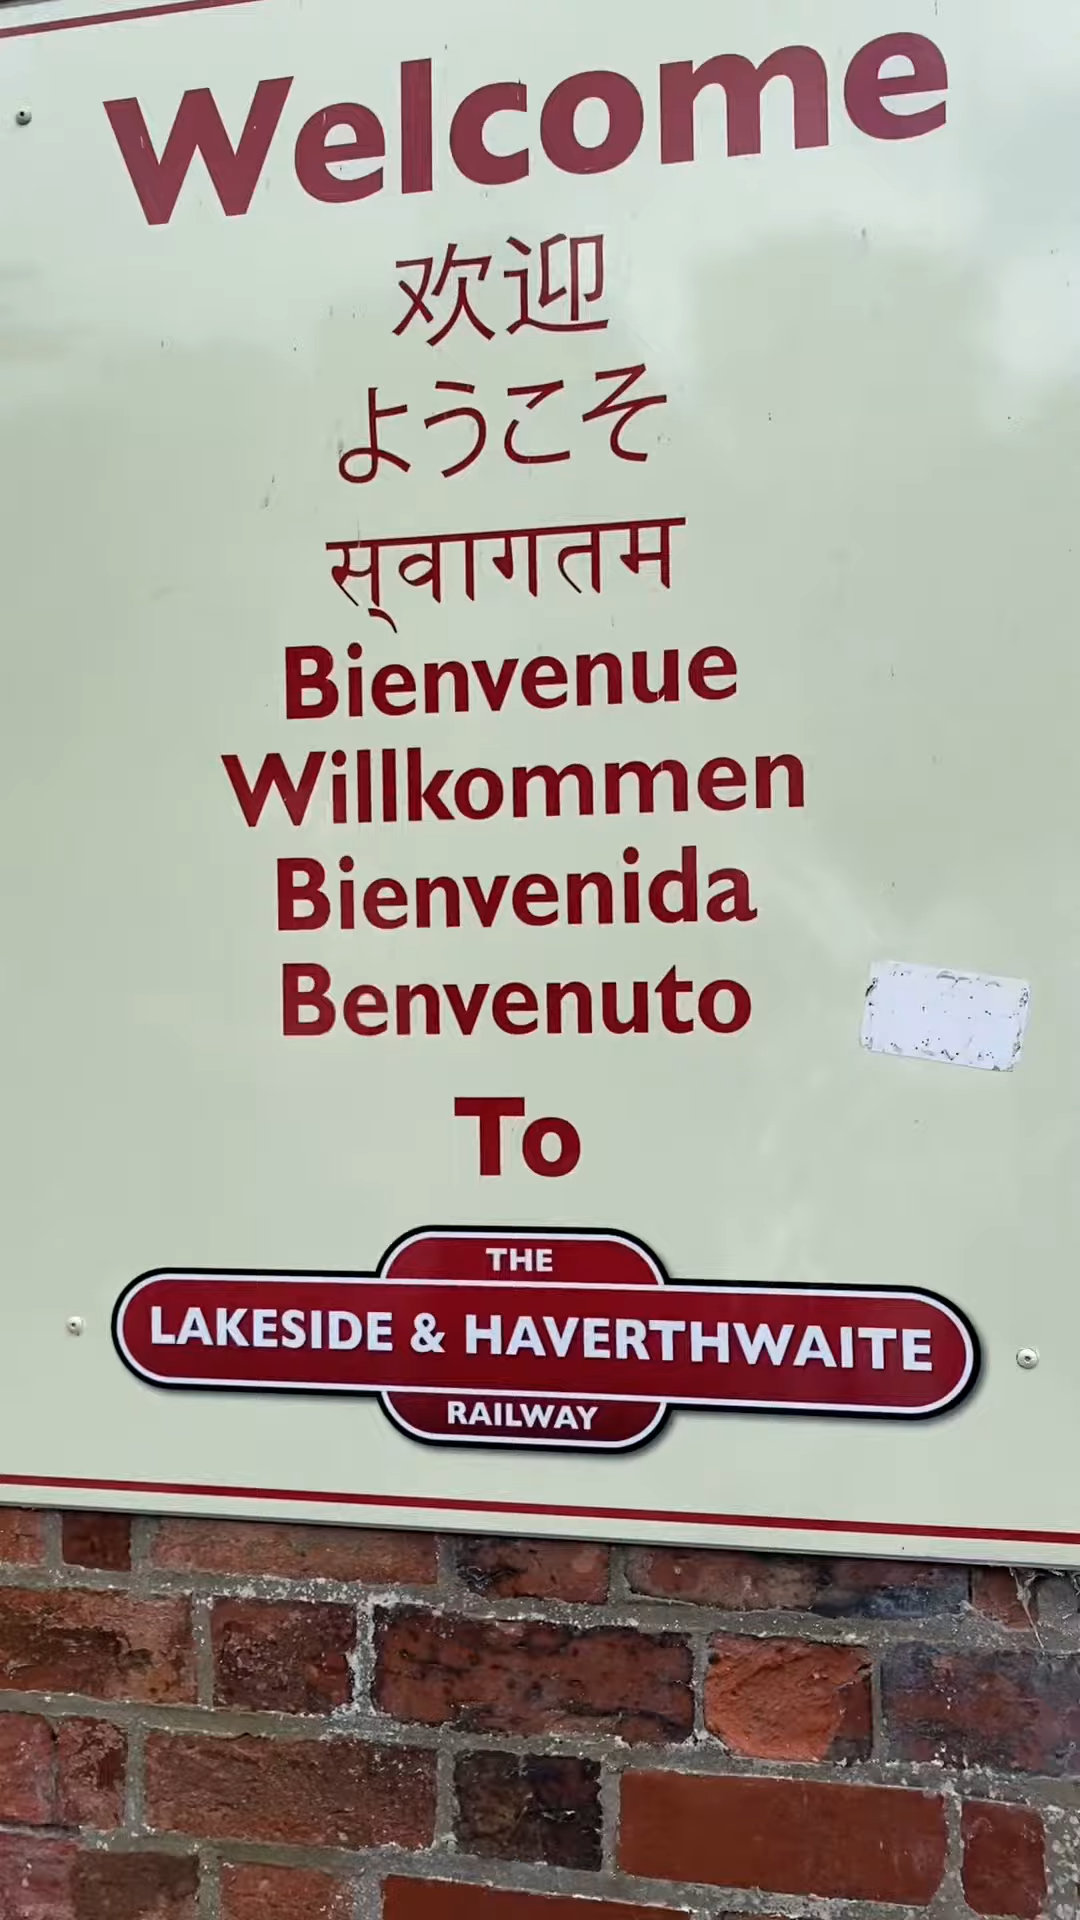 Welcome
欢迎
ようこそ
स्वागतम
Bienvenue
Willkommen
Bienvenida
Benvenuto
To
THE
LAKESIDE & HAVERTHWAITE
RAILWAY